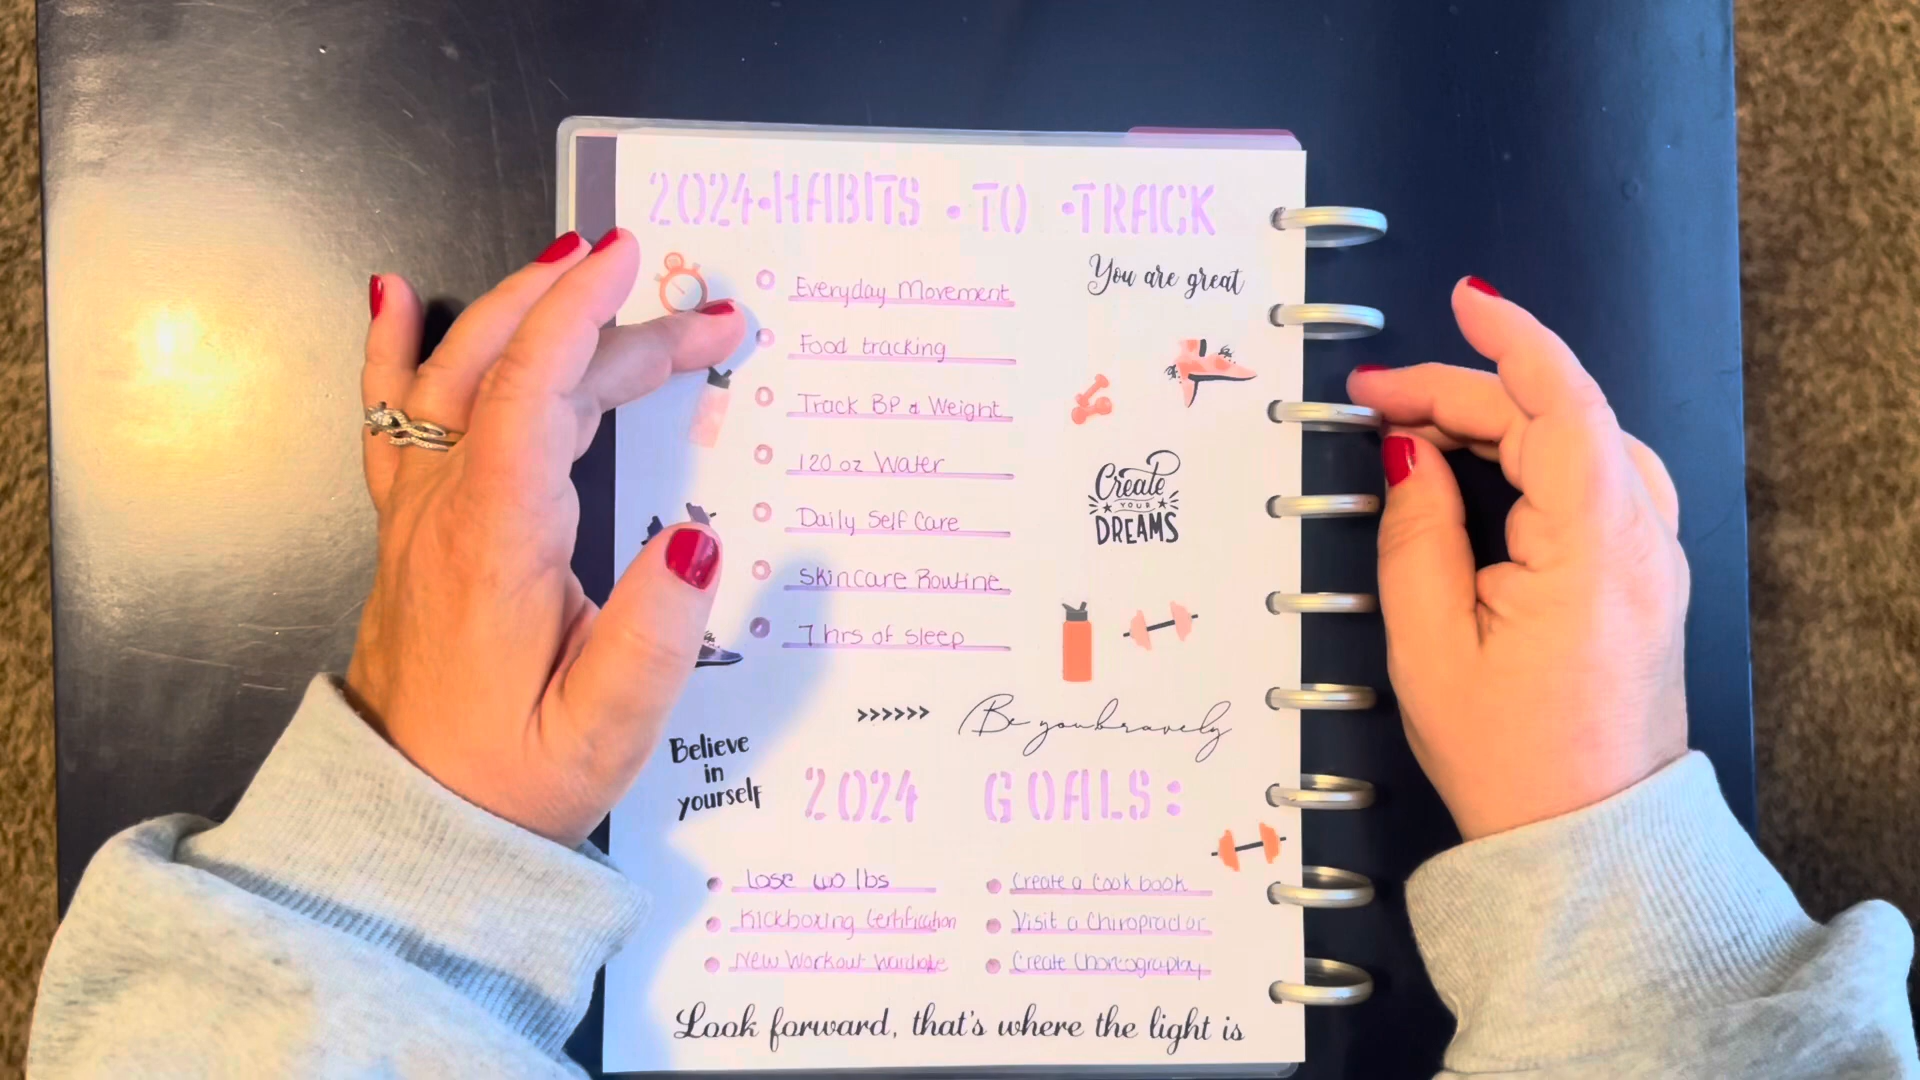 2024•HABITS •TO •TRACK
You are great
Everyday Movement
Food tracking
Track BP & Weight
120 oz Water
Create
YOUR
DREAMS
Daily Self Care
Skincare Routine
7 hrs of sleep
>>>>>> Be you bravely
Believe
in
yourself
2024 GOALS:
Lose 60 lbs
Kickboxing Certification
New Workout Wardrobe
Create a Cook book
Visit a Chiropractor
Create Choreography
Look forward, that's where the light is